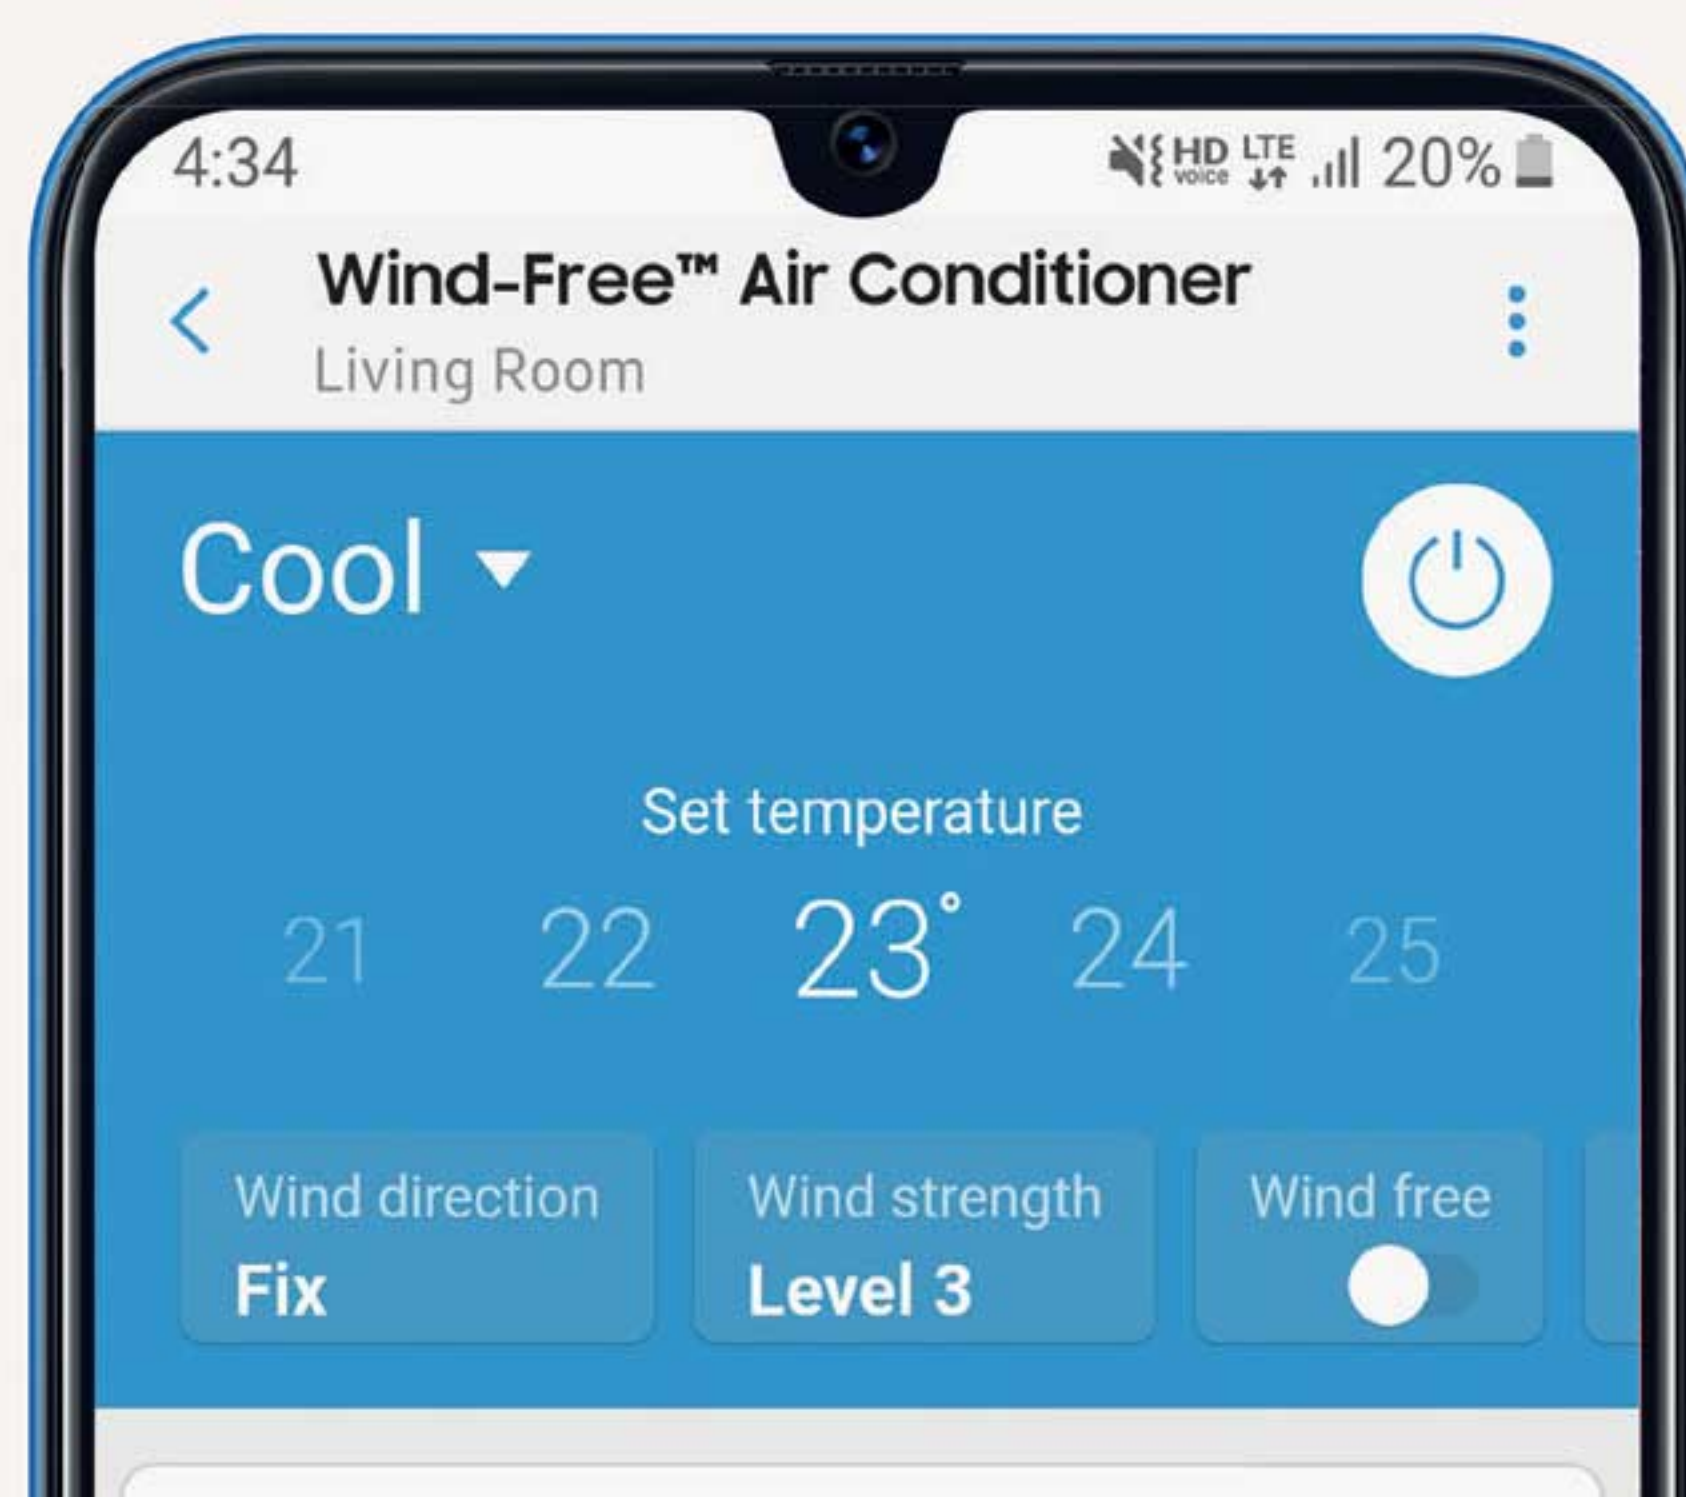 4:34 HD voice LTE 20%
Wind-Free™ Air Conditioner
Living Room
Cool
Set temperature
21 22 23° 24 25
Wind direction Wind strength Wind free
Fix Level 3